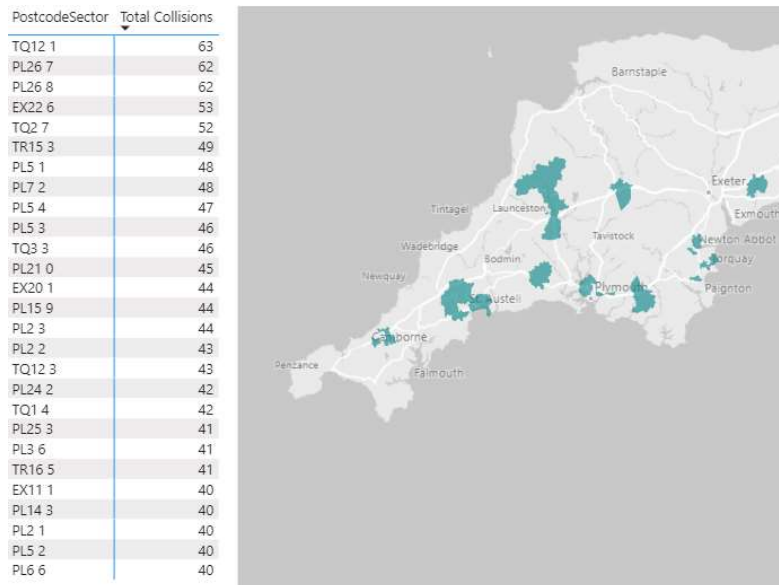 PostcodeSector Total Collisions
TQ12 1 63
PL26 7 62
PL26 8 62
EX22 6 53
TQ2 7 52
TR15 3 49
PL5 1 48
PL7 2 48
PL5 4 47
PL5 3 46
TQ3 3 46
PL21 0 45
EX20 1 44
PL15 9 44
PL2 3 44
PL2 2 43
TQ12 3 43
PL24 2 42
TQ1 4 42
PL25 3 41
PL3 6 41
TR16 5 41
EX11 1 40
PL14 3 40
PL2 1 40
PL5 2 40
PL6 6 40
Barnstaple
Exeter
Tintagel
Launceston
Exmouth
Tavistock
Newton Abbot
Wadebridge
Bodmin
Torquay
Newquay
Plymouth
Paignton
St. Austell
Camborne
Penzance
Falmouth